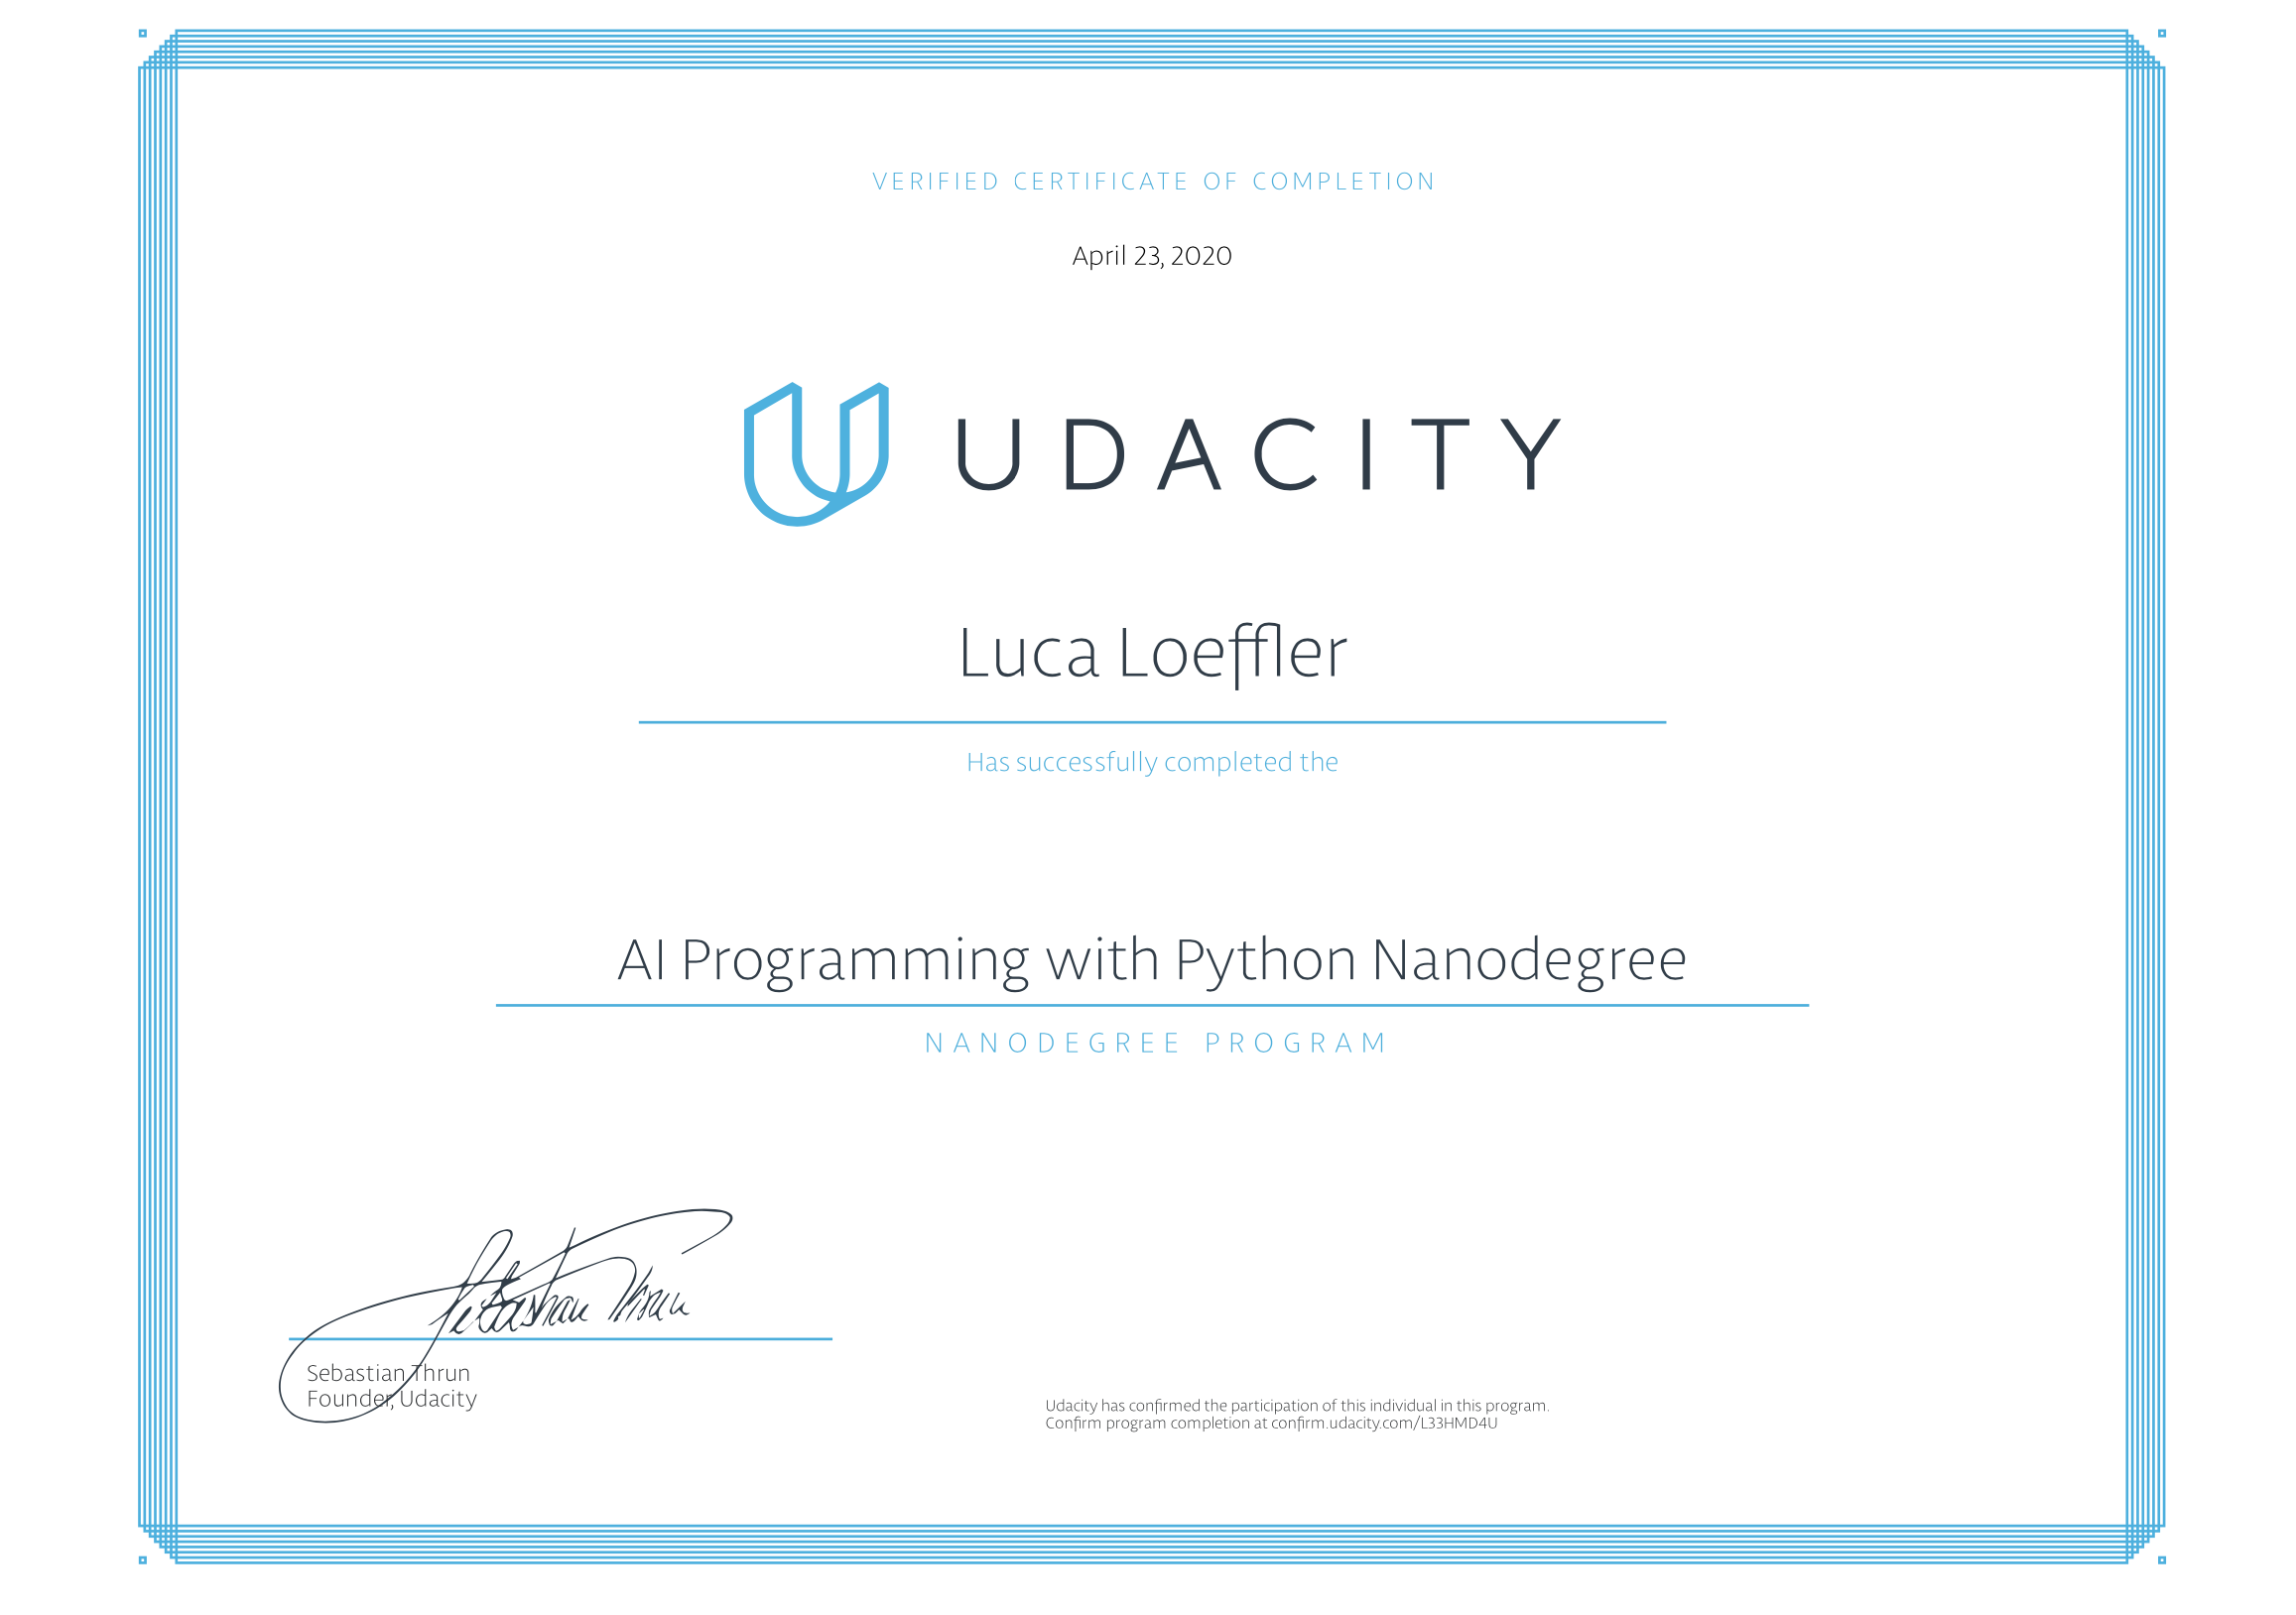 VERIFIED CERTIFICATE OF COMPLETION
April 23, 2020
UDACITY
Luca Loeffler
Has successfully completed the
AI Programming with Python Nanodegree
NANODEGREE PROGRAM
Sebastian Thrun
Sebastian Thrun
Founder, Udacity
Udacity has confirmed the participation of this individual in this program.
Confirm program completion at confirm.udacity.com/L33HMD4U